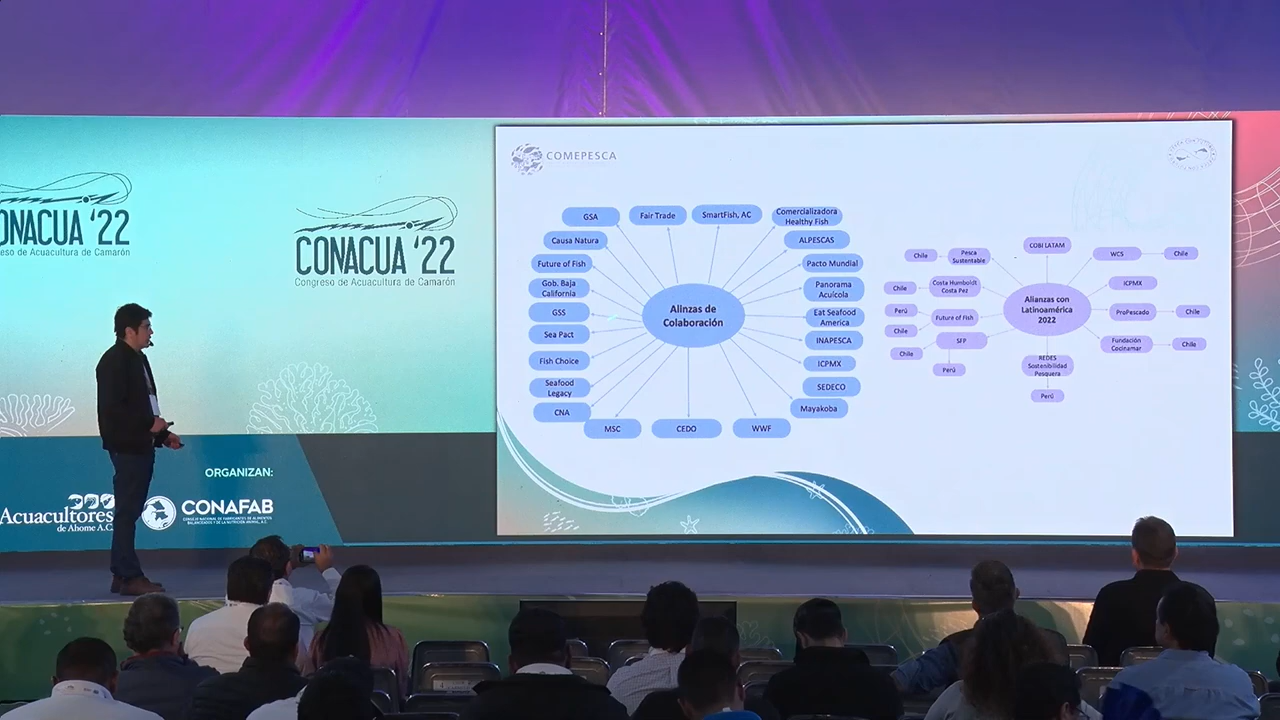 ONACUA '22
eso de Acuacultura de Camarón
CONACUA '22
Congreso de Acuacultura de Camarón
ORGANIZAN:
Acuacultores
de Ahome A.C.
CONAFAB
CONSEJO NACIONAL DE FABRICANTES DE ALIMENTOS
BALANCEADOS Y DE LA NUTRICIÓN ANIMAL, A.C.
COMEPESCA
GSA
Fair Trade
SmartFish, AC
Comercializadora
Healthy Fish
Causa Natura
ALPESCAS
Future of Fish
Pacto Mundial
Gob. Baja
California
Panorama
Acuícola
GSS
Eat Seafood
America
Sea Pact
INAPESCA
Fish Choice
ICPMX
Seafood
Legacy
SEDECO
CNA
Mayakoba
MSC
CEDO
WWF
Alinzas de
Colaboración
COBI LATAM
Chile
Pesca
Sustentable
WCS
Chile
Chile
Costa Humboldt
Costa Pez
ICPMX
Perú
Future of Fish
Chile
ProPescado
Chile
SFP
Chile
Perú
Fundación
Cocinamar
Chile
REDES
Sostenibilidad
Pesquera
Perú
Alianzas con
Latinoamérica
2022